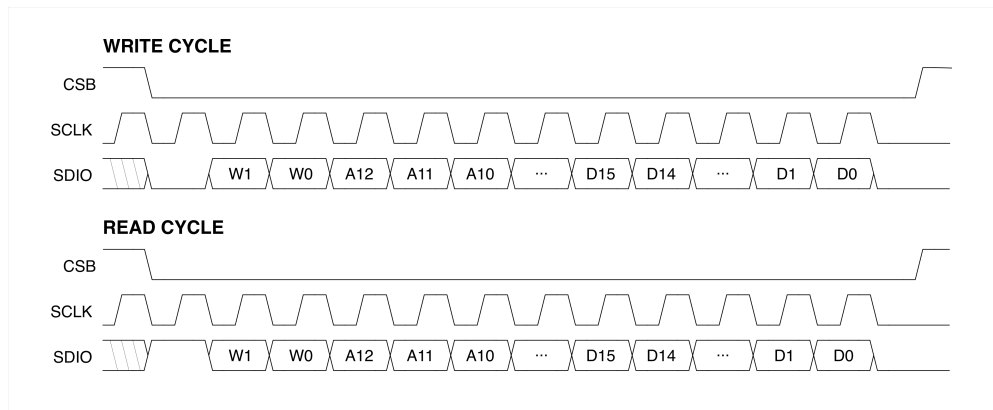 WRITE CYCLE
CSB
SCLK
SDIO W1 W0 A12 A11 A10 ... D15 D14 ... D1 D0
READ CYCLE
CSB
SCLK
SDIO W1 W0 A12 A11 A10 ... D15 D14 ... D1 D0